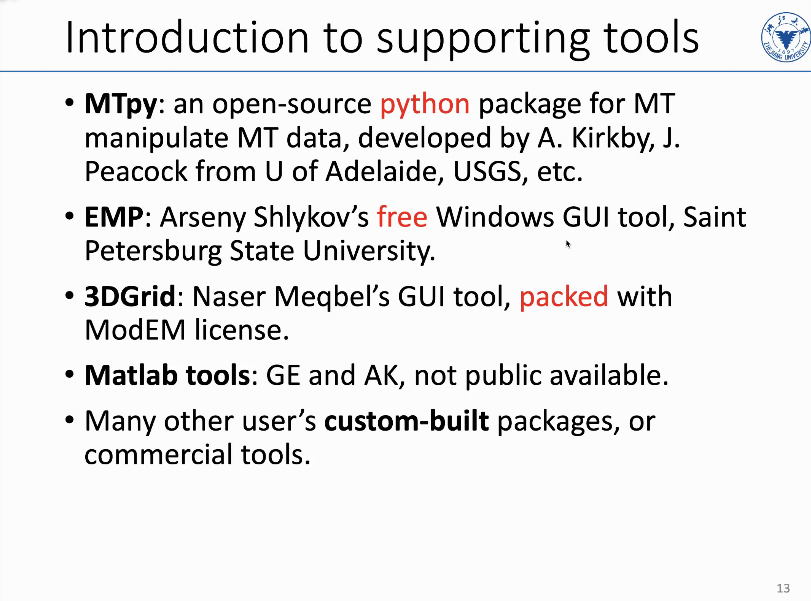 Introduction to supporting tools
• MTpy: an open-source python package for MT
manipulate MT data, developed by A. Kirkby, J.
Peacock from U of Adelaide, USGS, etc.
• EMP: Arseny Shlykov’s free Windows GUI tool, Saint
Petersburg State University.
• 3DGrid: Naser Meqbel’s GUI tool, packed with
ModEM license.
• Matlab tools: GE and AK, not public available.
• Many other user’s custom-built packages, or
commercial tools.
13